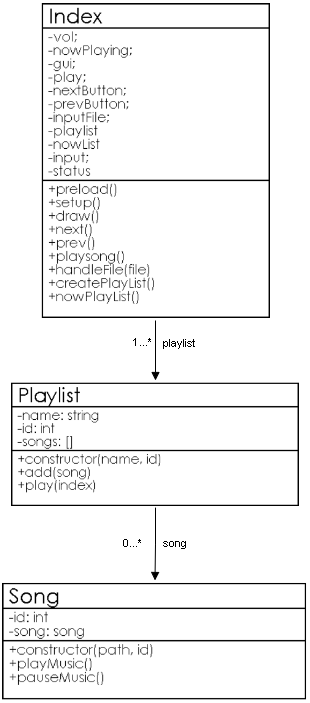 Index
-vol;
-nowPlaying;
-gui;
-play;
-nextButton;
-prevButton;
-inputFile;
-playlist
-nowList
-input;
-status
+preload()
+setup()
+draw()
+next()
+prev()
+playsong()
+handleFile(file)
+createPlayList()
+nowPlayList()
1...* playlist
Playlist
-name: string
-id: int
-songs: []
+constructor(name, id)
+add(song)
+play(index)
0...* song
Song
-id: int
-song: song
+constructor(path, id)
+playMusic()
+pauseMusic()